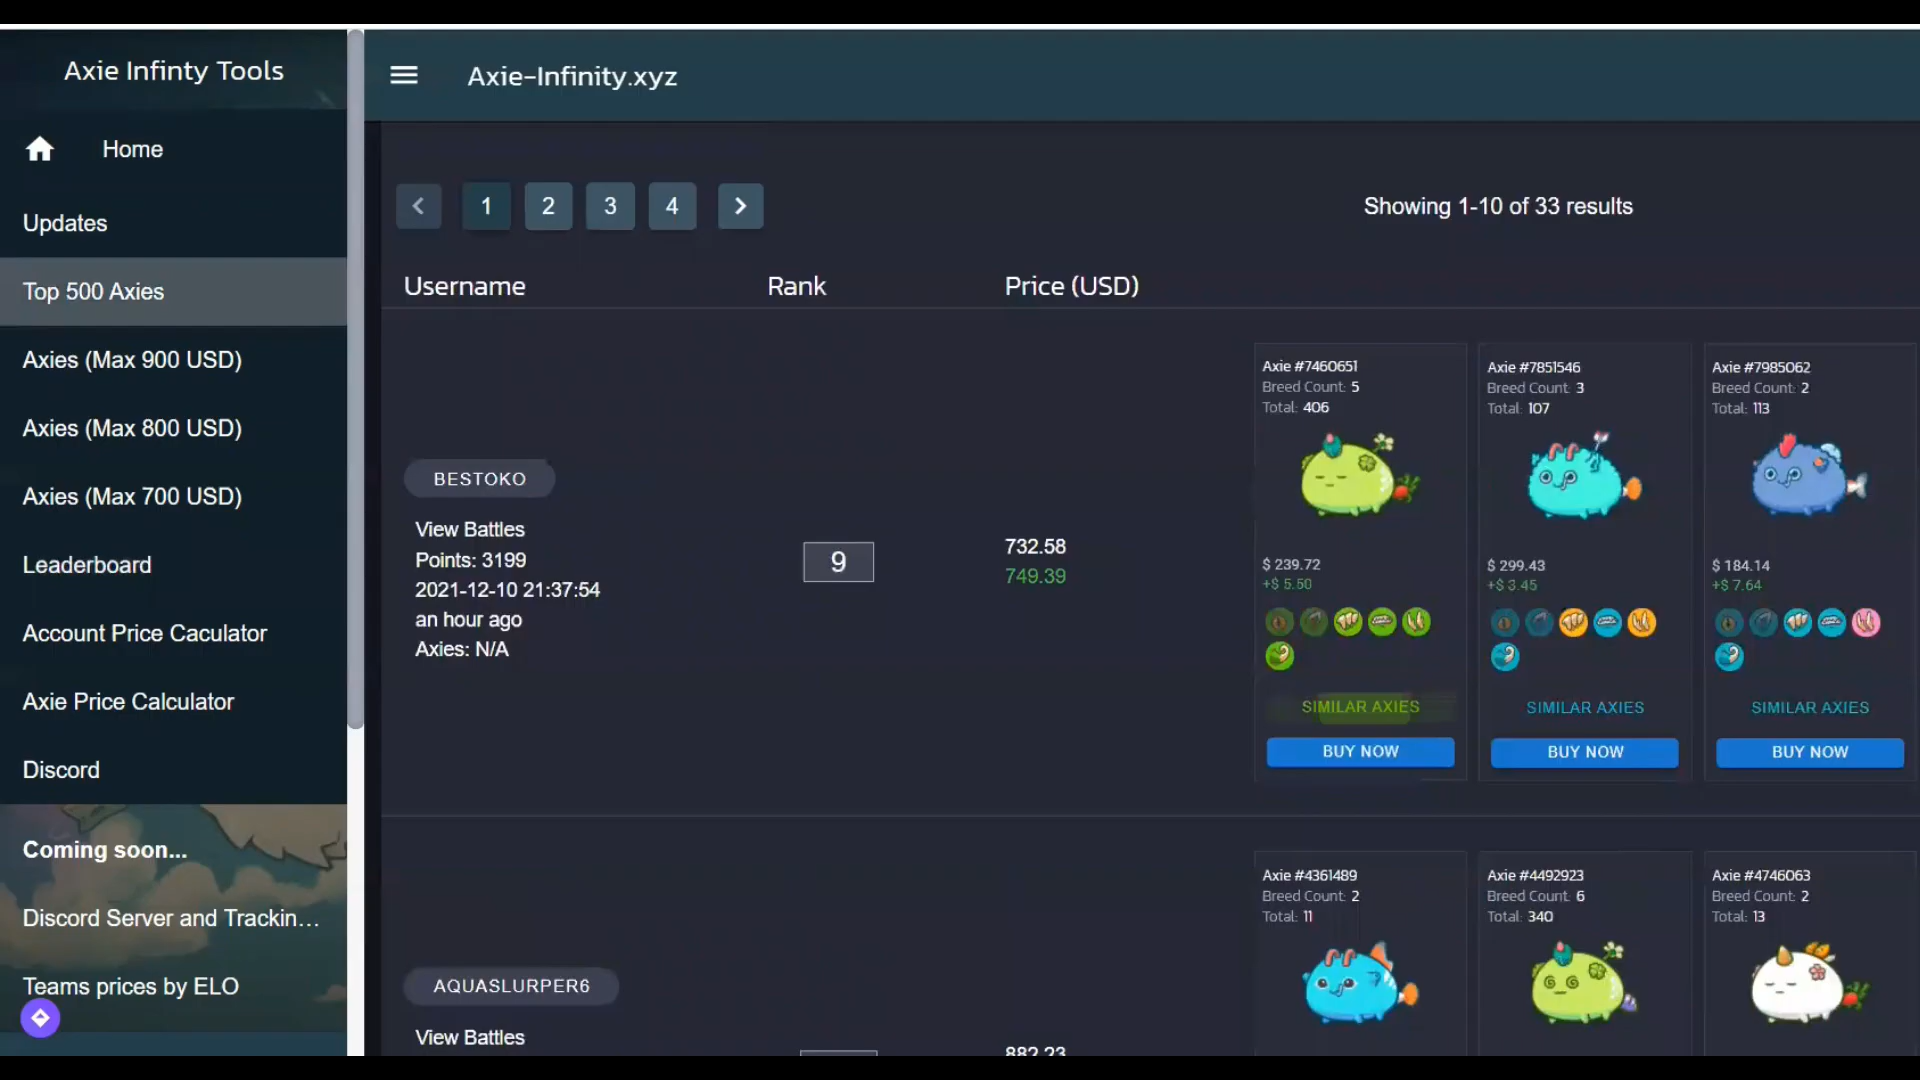 Axie Infinty Tools
Home
Updates
Top 500 Axies
Axies (Max 900 USD)
Axies (Max 800 USD)
Axies (Max 700 USD)
Leaderboard
Account Price Caculator
Axie Price Calculator
Discord
Coming soon...
Discord Server and Trackin...
Teams prices by ELO
Axie-Infinity.xyz
1 2 3 4
Showing 1-10 of 33 results
Username Rank Price (USD)
BESTOKO
View Battles
Points: 3199
2021-12-10 21:37:54
an hour ago
Axies: N/A
9
732.58
749.39
Axie #7460651
Breed Count: 5
Total: 406
$ 239.72
+$ 5.50
SIMILAR AXIES
BUY NOW
Axie #7851546
Breed Count: 3
Total: 107
$ 299.43
+$ 3.45
SIMILAR AXIES
BUY NOW
Axie #7985062
Breed Count: 2
Total: 113
$ 184.14
+$ 7.64
SIMILAR AXIES
BUY NOW
AQUASLURPER6
View Battles
882.23
Axie #4361489
Breed Count: 2
Total: 11
Axie #4492923
Breed Count: 6
Total: 340
Axie #4746063
Breed Count: 2
Total: 13